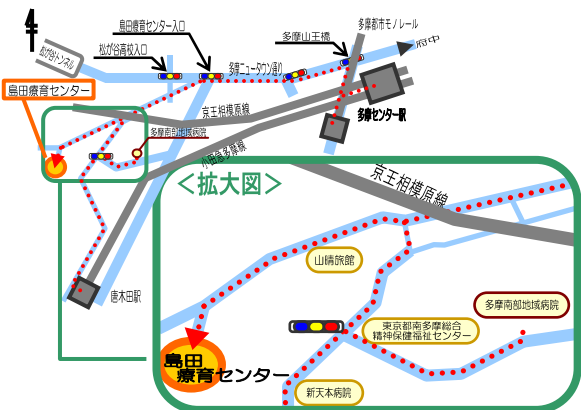 島田療育センター入口
松が谷高校入口
多摩山王橋
多摩都市モノレール
府中
松が谷トンネル
多摩ニュータウン通り
島田療育センター
京王相模原線
多摩センター駅
多摩南部地域病院
小田急多摩線
唐木田駅
＜拡大図＞
京王相模原線
山晴旅館
多摩南部地域病院
東京都南多摩総合
精神保健福祉センター
島田
療育センター
新天本病院